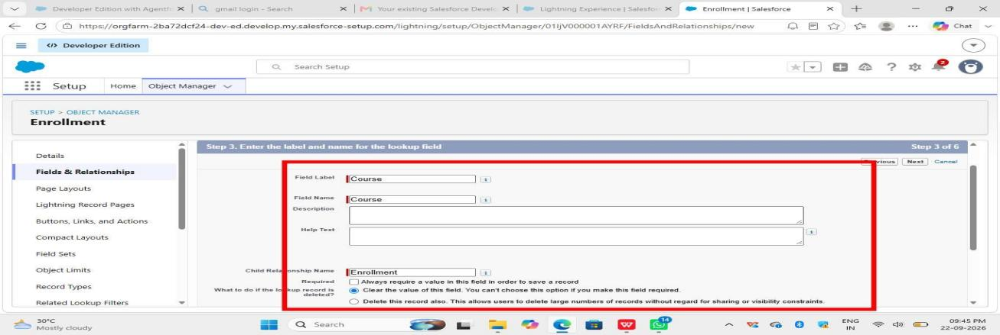 Developer Edition with Agentf
gmail login - Search
Your existing Salesforce Develo
Lightning Experience | Salesfor
Enrollment | Salesforce
https://orgfarm-2ba72dcf24-dev-ed.develop.my.salesforce-setup.com/lightning/setup/ObjectManager/01IjV000001AYRF/FieldsAndRelationships/new
Chat
</> Developer Edition
Search Setup
2
Setup
Home
Object Manager
SETUP > OBJECT MANAGER
Enrollment
Details
Fields & Relationships
Page Layouts
Lightning Record Pages
Buttons, Links, and Actions
Compact Layouts
Field Sets
Object Limits
Record Types
Related Lookup Filters
Step 3. Enter the label and name for the lookup field
Step 3 of 6
Previous Next Cancel
Field Label Course
Field Name Course
Description
Help Text
Child Relationship Name Enrollment
Required Always require a value in this field in order to save a record
What to do if the lookup record is deleted?
Clear the value of this field. You can't choose this option if you make this field required.
Delete this record also. This allows users to delete large numbers of records without regard for sharing or visibility constraints.
30°C
Mostly cloudy
Search
14
ENG
IN
09:45 PM
22-09-2026